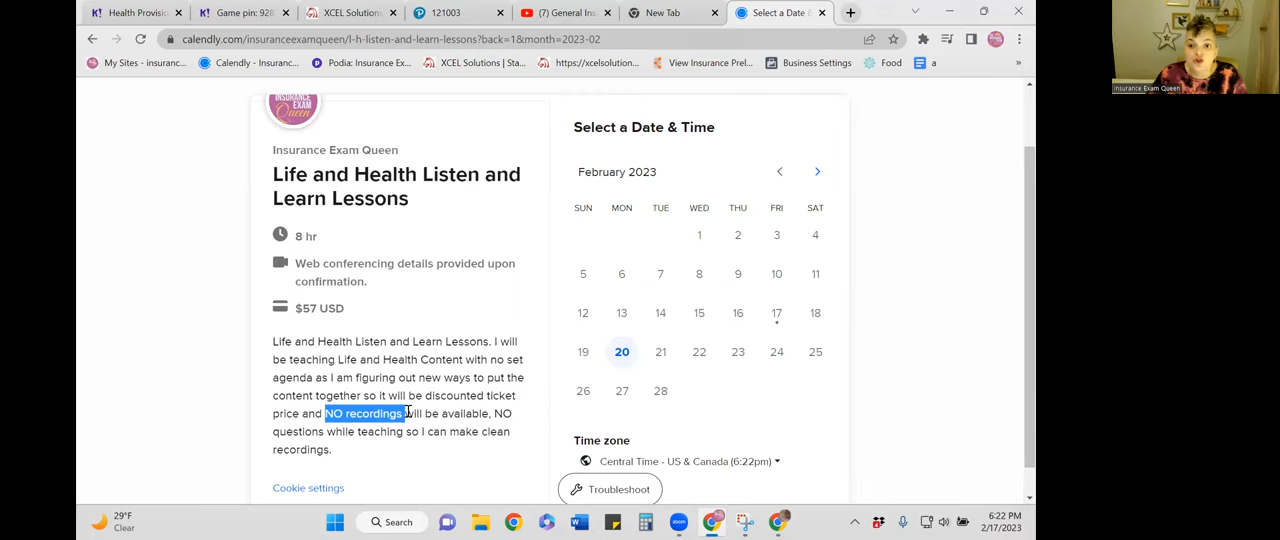 Health Provisio
Game pin: 928
XCEL Solutions
121003
(7) General Ins
New Tab
Select a Date &
calendly.com/insuranceexamqueen/l-h-listen-and-learn-lessons?back=1&month=2023-02
My Sites - insuranc...
Calendly - Insuranc...
Podia: Insurance Ex...
XCEL Solutions | Sta...
https://xcelsolution...
View Insurance Prel...
Business Settings
Food
a
»
INSURANCE
EXAM
Queen
Insurance Exam Queen
Life and Health Listen and
Learn Lessons
8 hr
Web conferencing details provided upon
confirmation.
$57 USD
Life and Health Listen and Learn Lessons. I will
be teaching Life and Health Content with no set
agenda as I am figuring out new ways to put the
content together so it will be discounted ticket
price and NO recordings will be available, NO
questions while teaching so I can make clean
recordings.
Cookie settings
Select a Date & Time
February 2023
SUN MON TUE WED THU FRI SAT
1 2 3 4
5 6 7 8 9 10 11
12 13 14 15 16 17 18
19 20 21 22 23 24 25
26 27 28
Time zone
Central Time - US & Canada (6:22pm)
Troubleshoot
Insurance Exam Queen
29°F
Clear
Search
zoom
6:22 PM
2/17/2023